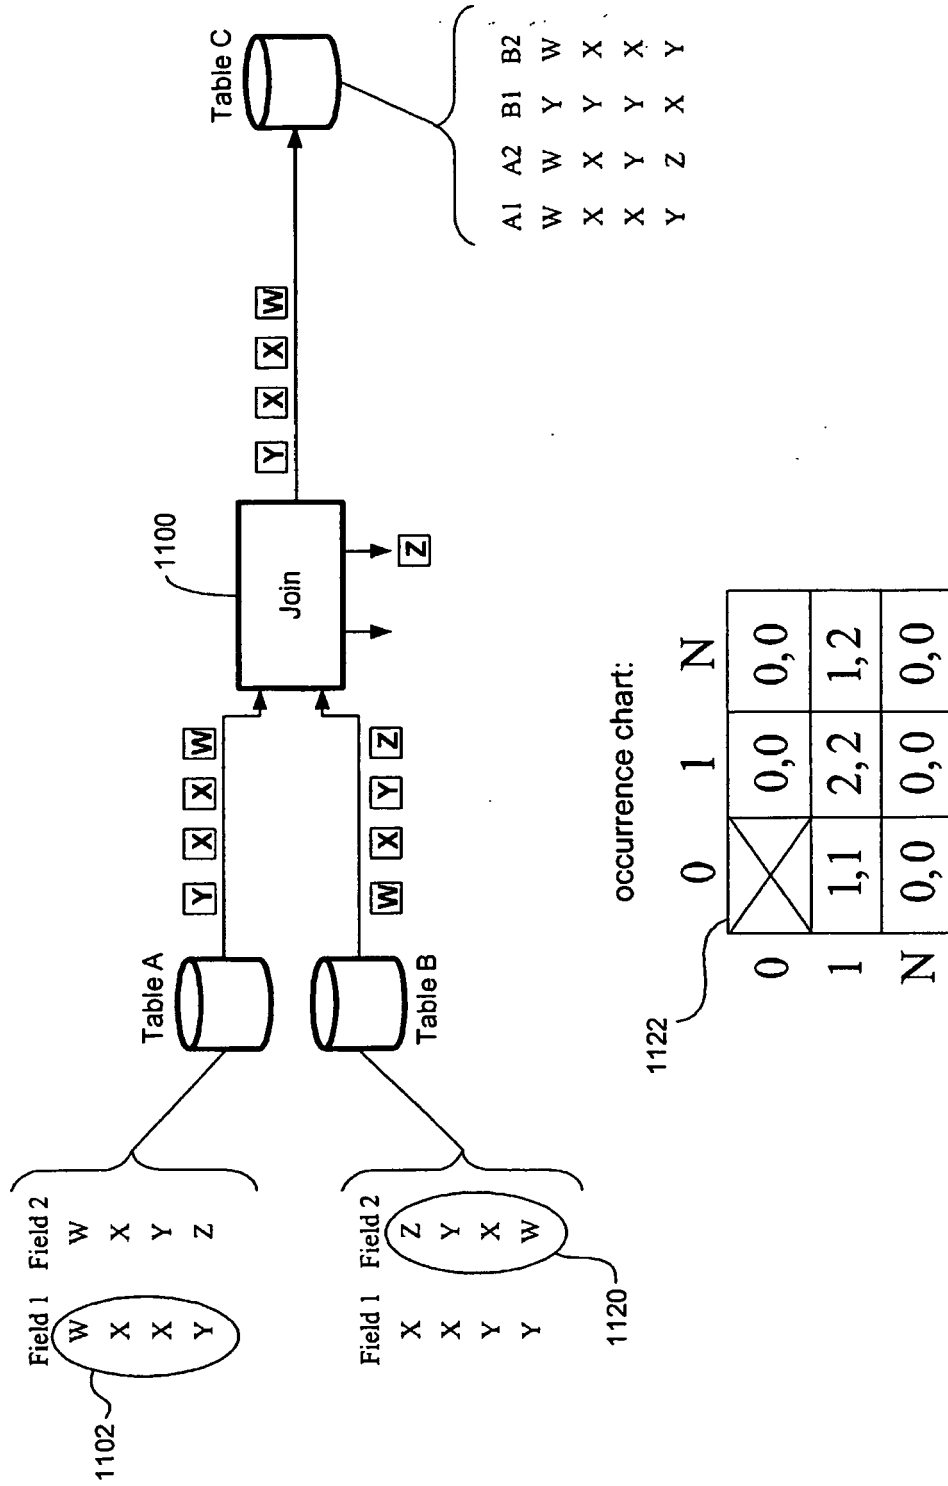 Field 1 Field 2
W W
X X
X Y
Y Z
1102
Table A
Y X X W
Field 1 Field 2
X Z
X Y
Y X
Y W
1120
Table B
W X Y Z
1100
Join
Z
Y X X W
Table C
A1 A2 B1 B2
W W Y W
X X Y X
X Y Y X
Y Z X Y
occurrence chart:
1122
0 1 N
0 0,0 0,0
1 1,1 2,2 1,2
N 0,0 0,0 0,0